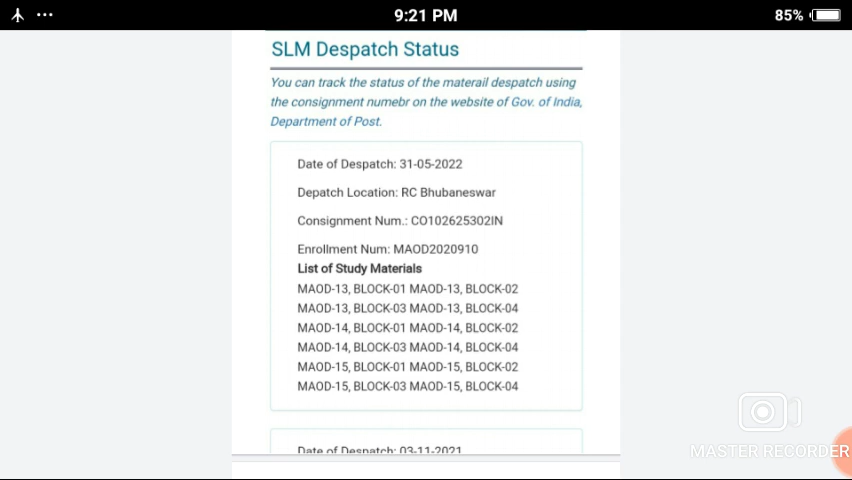 9:21 PM
85%
SLM Despatch Status
You can track the status of the materail despatch using
the consignment numebr on the website of Gov. of India,
Department of Post.
Date of Despatch: 31-05-2022
Depatch Location: RC Bhubaneswar
Consignment Num.: CO102625302IN
Enrollment Num: MAOD2020910
List of Study Materials
MAOD-13, BLOCK-01 MAOD-13, BLOCK-02
MAOD-13, BLOCK-03 MAOD-13, BLOCK-04
MAOD-14, BLOCK-01 MAOD-14, BLOCK-02
MAOD-14, BLOCK-03 MAOD-14, BLOCK-04
MAOD-15, BLOCK-01 MAOD-15, BLOCK-02
MAOD-15, BLOCK-03 MAOD-15, BLOCK-04
Date of Despatch: 03-11-2021
MASTER RECORDER